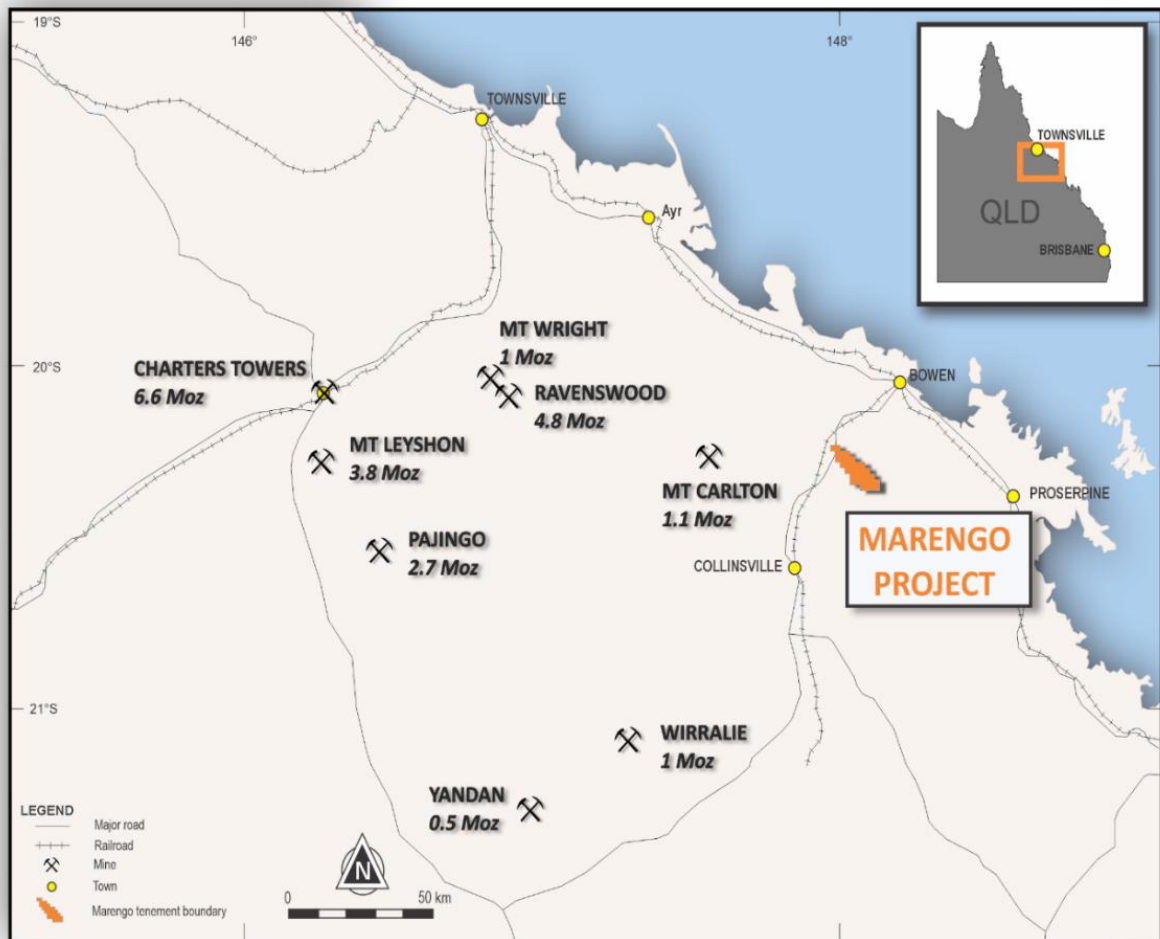 19°S
146°
148°
TOWNSVILLE
TOWNSVILLE
QLD
BRISBANE
Ayr
MT WRIGHT
1 Moz
20°S
CHARTERS TOWERS
6.6 Moz
RAVENSWOOD
4.8 Moz
BOWEN
MT LEYSHON
3.8 Moz
MT CARLTON
1.1 Moz
PROSERPINE
PAJINGO
2.7 Moz
COLLINSVILLE
MARENGO
PROJECT
21°S
WIRRALIE
1 Moz
YANDAN
0.5 Moz
LEGEND
Major road
Railroad
Mine
Town
Marengo tenement boundary
N
0 50 km